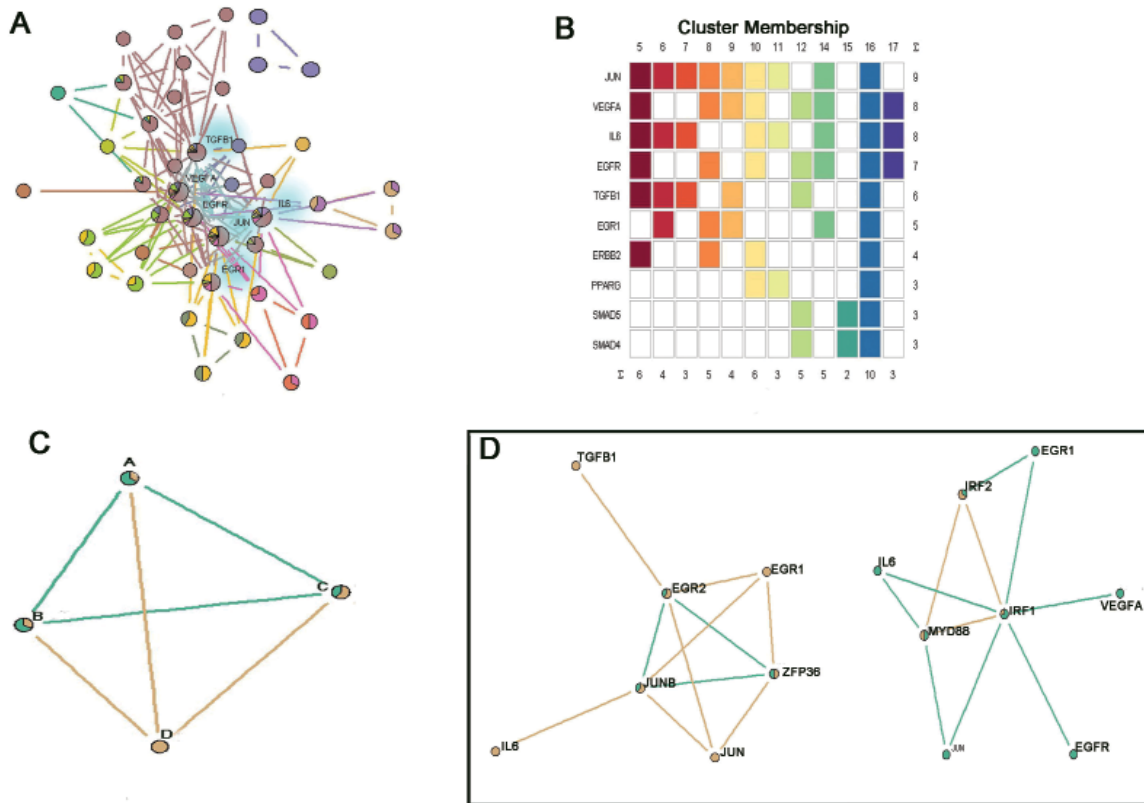 A
TGFB1
VEGFA
EGFR
IL6
JUN
EGR1
B
Cluster Membership
5 6 7 8 9 10 11 12 14 15 16 17 Σ
JUN 9
VEGFA 8
IL6 8
EGFR 7
TGFB1 6
EGR1 5
ERBB2 4
PPARG 3
SMAD5 3
SMAD4 3
Σ 6 4 3 5 4 6 3 5 5 2 10 3
C
A
B
C
D
D
TGFB1
EGR1
EGR2
ZFP36
JUNB
IL6
JUN
EGR1
IRF2
IL6
VEGFA
IRF1
MYD88
JUN
EGFR